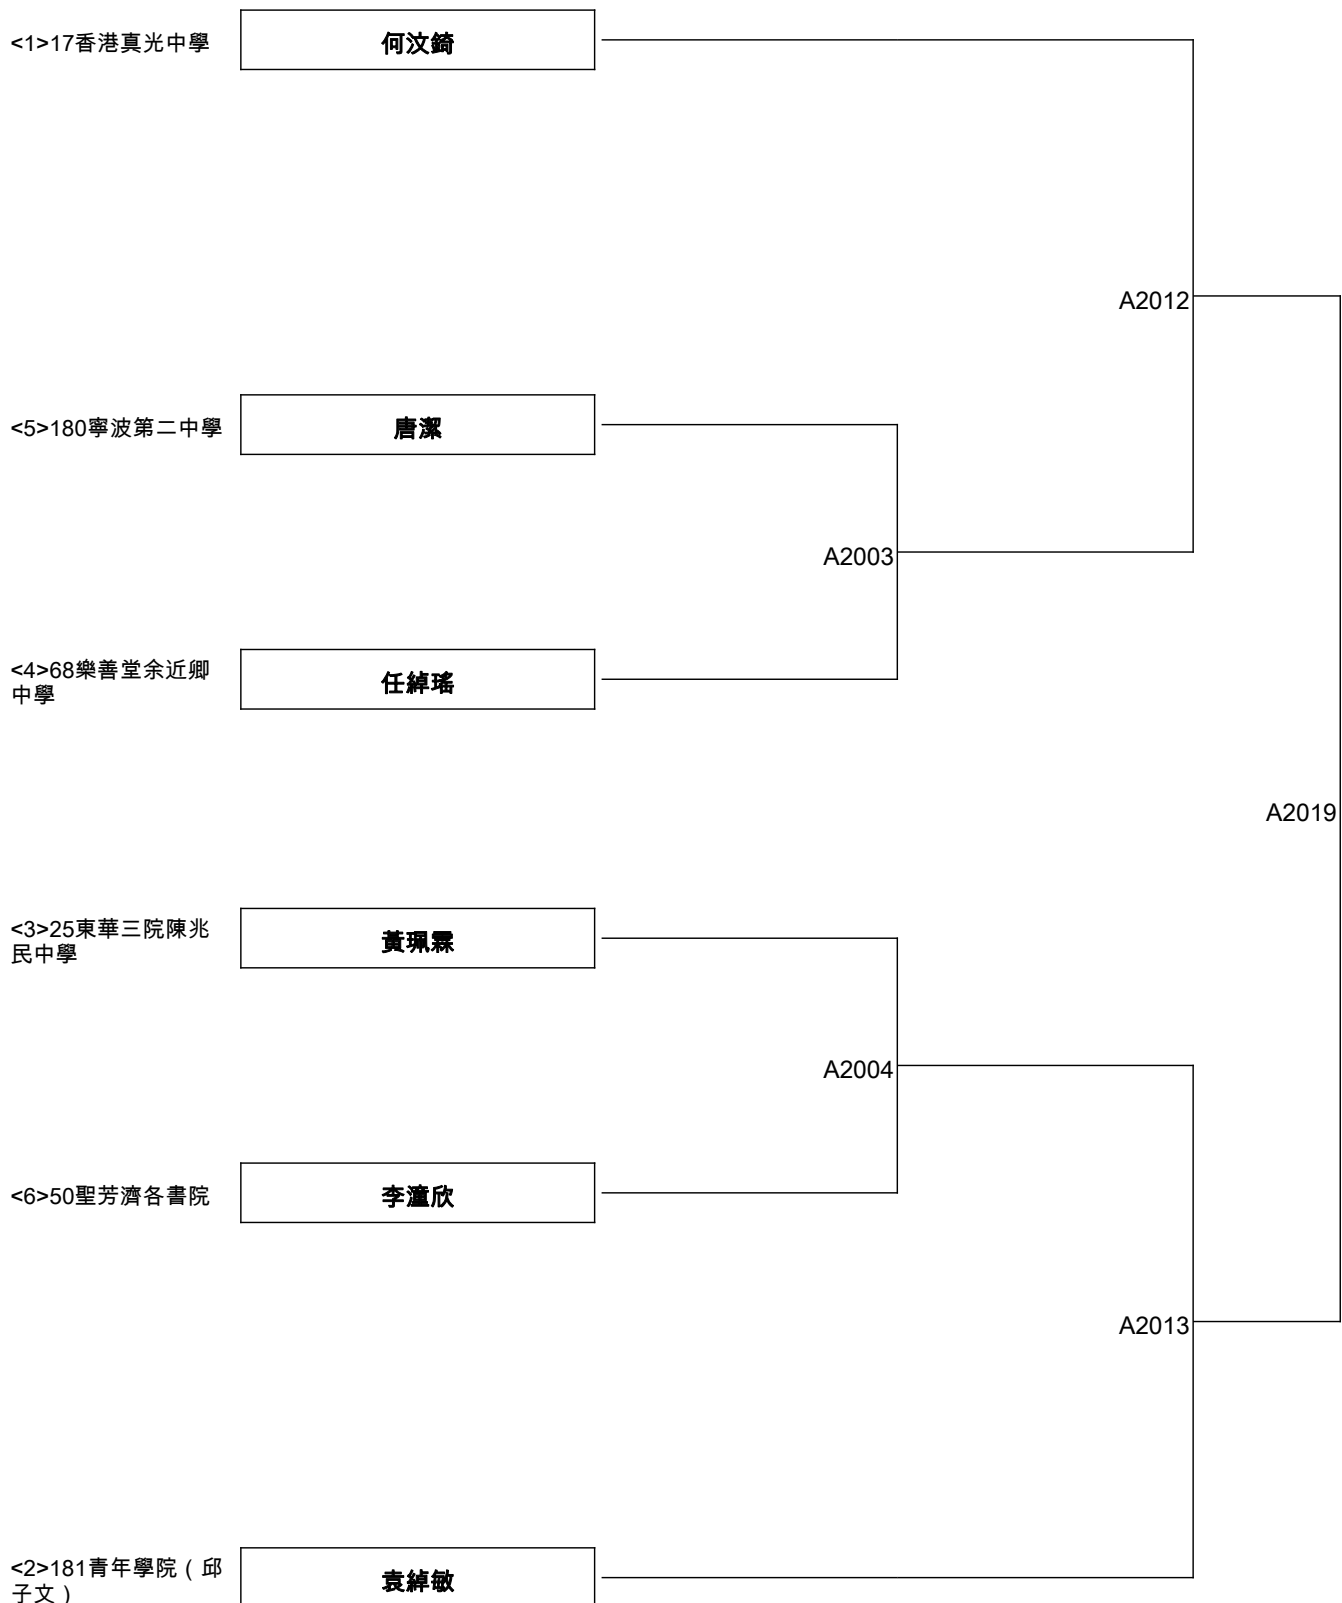 <1>17香港真光中學
何汶錡
A2012
<5>180寧波第二中學
唐潔
A2003
<4>68樂善堂余近卿
中學
任綽瑤
A2019
<3>25東華三院陳兆
民中學
黃珮霖
A2004
<6>50聖芳濟各書院
李潼欣
A2013
<2>181青年學院（邱
子文）
袁綽敏